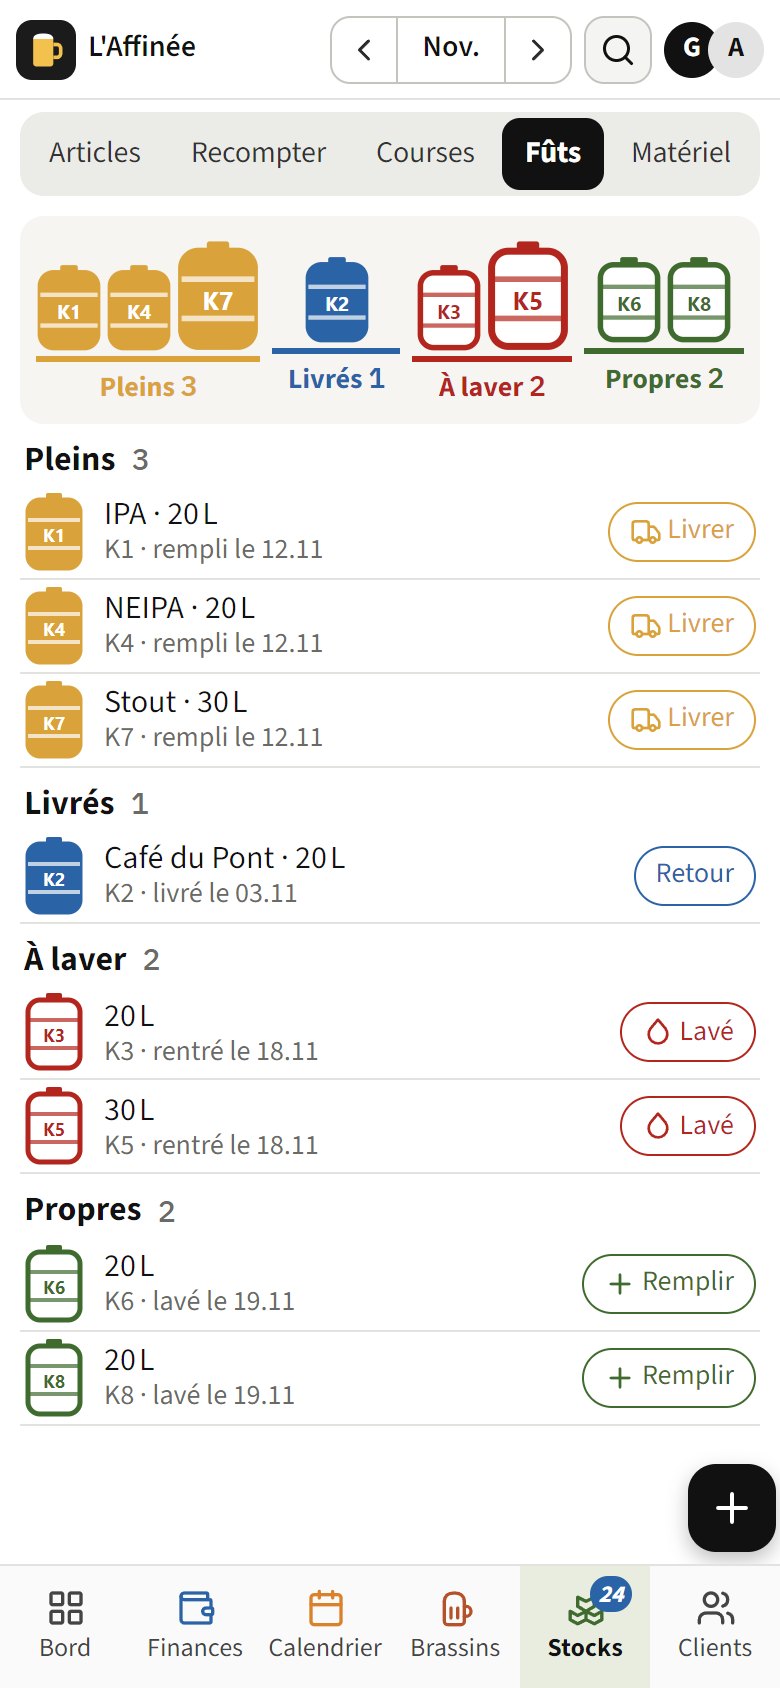 L'Affinée
Nov.
G A
Articles Recompter Courses Fûts Matériel
K1 K4 K7 K2 K3 K5 K6 K8
Pleins 3 Livrés 1 À laver 2 Propres 2
Pleins 3
K1 IPA · 20 L
K1 · rempli le 12.11
Livrer
K4 NEIPA · 20 L
K4 · rempli le 12.11
Livrer
K7 Stout · 30 L
K7 · rempli le 12.11
Livrer
Livrés 1
K2 Café du Pont · 20 L
K2 · livré le 03.11
Retour
À laver 2
K3 20 L
K3 · rentré le 18.11
Lavé
K5 30 L
K5 · rentré le 18.11
Lavé
Propres 2
K6 20 L
K6 · lavé le 19.11
Remplir
K8 20 L
K8 · lavé le 19.11
Remplir
24
Bord Finances Calendrier Brassins Stocks Clients